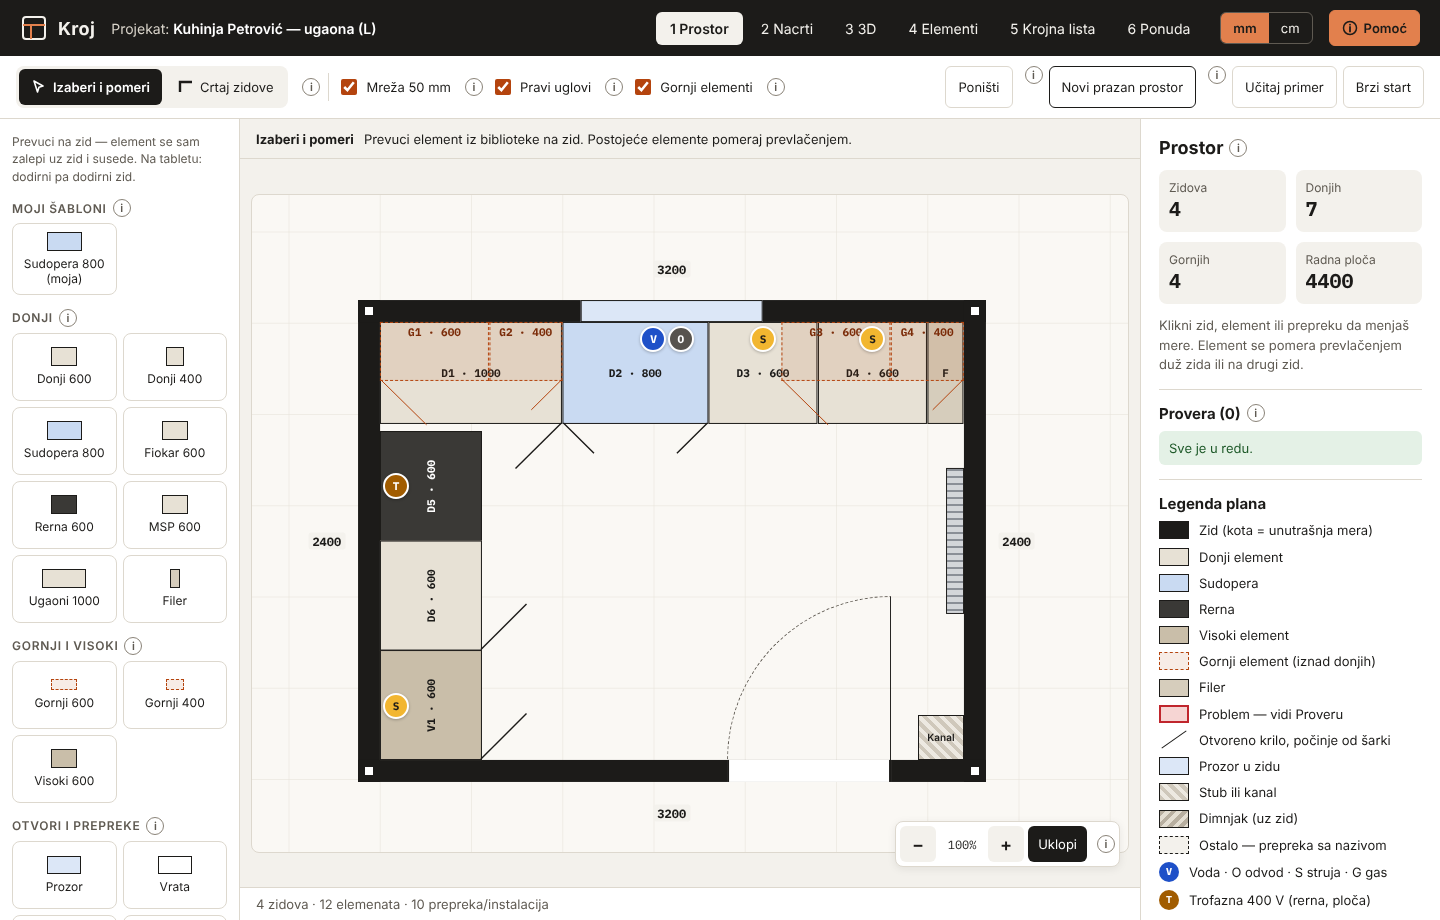 Kroj
Projekat: Kuhinja Petrović — ugaona (L)
1 Prostor
2 Nacrti
3 3D
4 Elementi
5 Krojna lista
6 Ponuda
mm
cm
Pomoć
Izaberi i pomeri
Crtaj zidove
Mreža 50 mm
Pravi uglovi
Gornji elementi
Poništi
Novi prazan prostor
Učitaj primer
Brzi start
Prevuci na zid — element se sam
zalepi uz zid i susede. Na tabletu:
dodirni pa dodirni zid.
MOJI ŠABLONI
Sudopera 800
(moja)
DONJI
Donji 600
Donji 400
Sudopera 800
Fiokar 600
Rerna 600
MSP 600
Ugaoni 1000
Filer
GORNJI I VISOKI
Gornji 600
Gornji 400
Visoki 600
OTVORI I PREPREKE
Prozor
Vrata
Izaberi i pomeri Prevuci element iz biblioteke na zid. Postojeće elemente pomeraj prevlačenjem.
3200
G1 · 600
G2 · 400
V
O
S
G3 · 600
S
G4 · 400
D1 · 1000
D2 · 800
D3 · 600
D4 · 600
F
T
D5 · 600
2400
2400
D6 · 600
S
V1 · 600
Kanal
3200
−
100%
+
Uklopi
4 zidova · 12 elemenata · 10 prepreka/instalacija
Prostor
Zidova
4
Donjih
7
Gornjih
4
Radna ploča
4400
Klikni zid, element ili prepreku da menjaš
mere. Element se pomera prevlačenjem
duž zida ili na drugi zid.
Provera (0)
Sve je u redu.
Legenda plana
Zid (kota = unutrašnja mera)
Donji element
Sudopera
Rerna
Visoki element
Gornji element (iznad donjih)
Filer
Problem — vidi Proveru
Otvoreno krilo, počinje od šarki
Prozor u zidu
Stub ili kanal
Dimnjak (uz zid)
Ostalo — prepreka sa nazivom
V
Voda · O odvod · S struja · G gas
T
Trofazna 400 V (rerna, ploča)